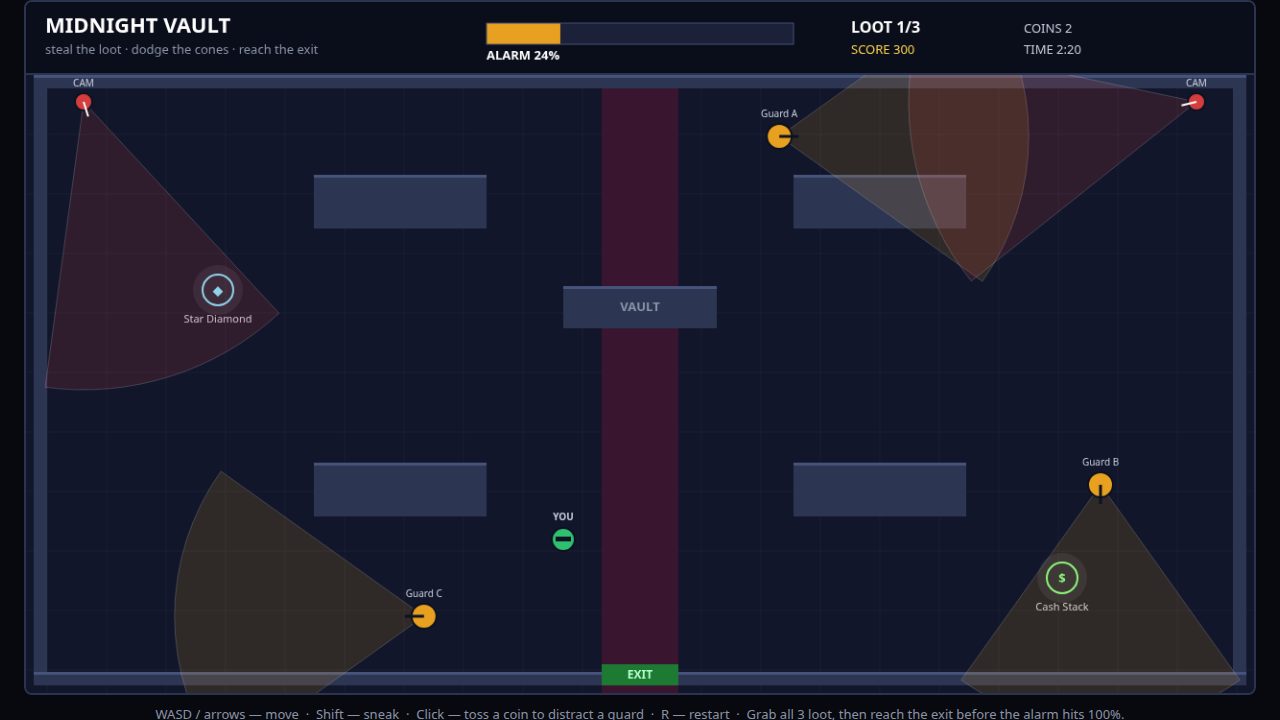 MIDNIGHT VAULT
steal the loot · dodge the cones · reach the exit
ALARM 24%
LOOT 1/3
SCORE 300
COINS 2
TIME 2:20
CAM
CAM
Guard A
Star Diamond
VAULT
Guard B
YOU
$
Cash Stack
Guard C
EXIT
WASD / arrows — move · Shift — sneak · Click — toss a coin to distract a guard · R — restart · Grab all 3 loot, then reach the exit before the alarm hits 100%.